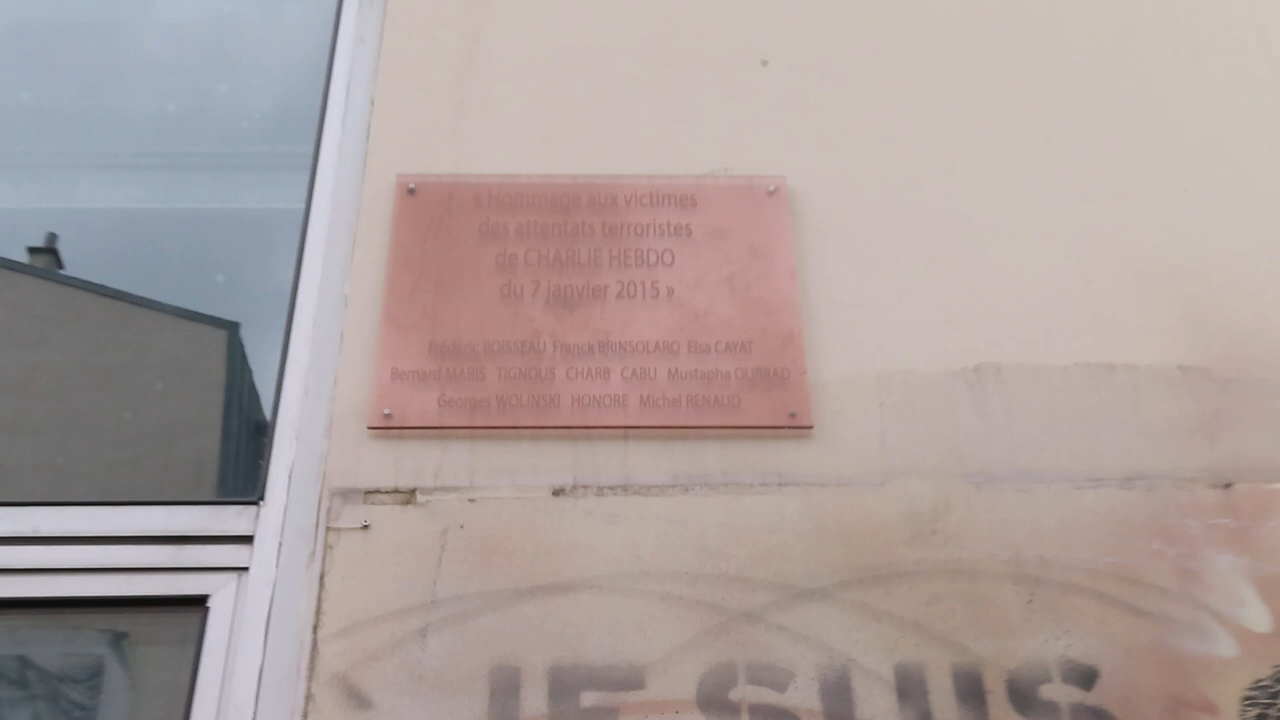 « Hommage aux victimes
des attentats terroristes
de CHARLIE HEBDO
du 7 janvier 2015 »
Frédéric BOISSEAU Franck BRINSOLARO Elsa CAYAT
Bernard MARIS TIGNOUS CHARB CABU Mustapha OURRAD
Georges WOLINSKI HONORE Michel RENAUD
JE SUIS